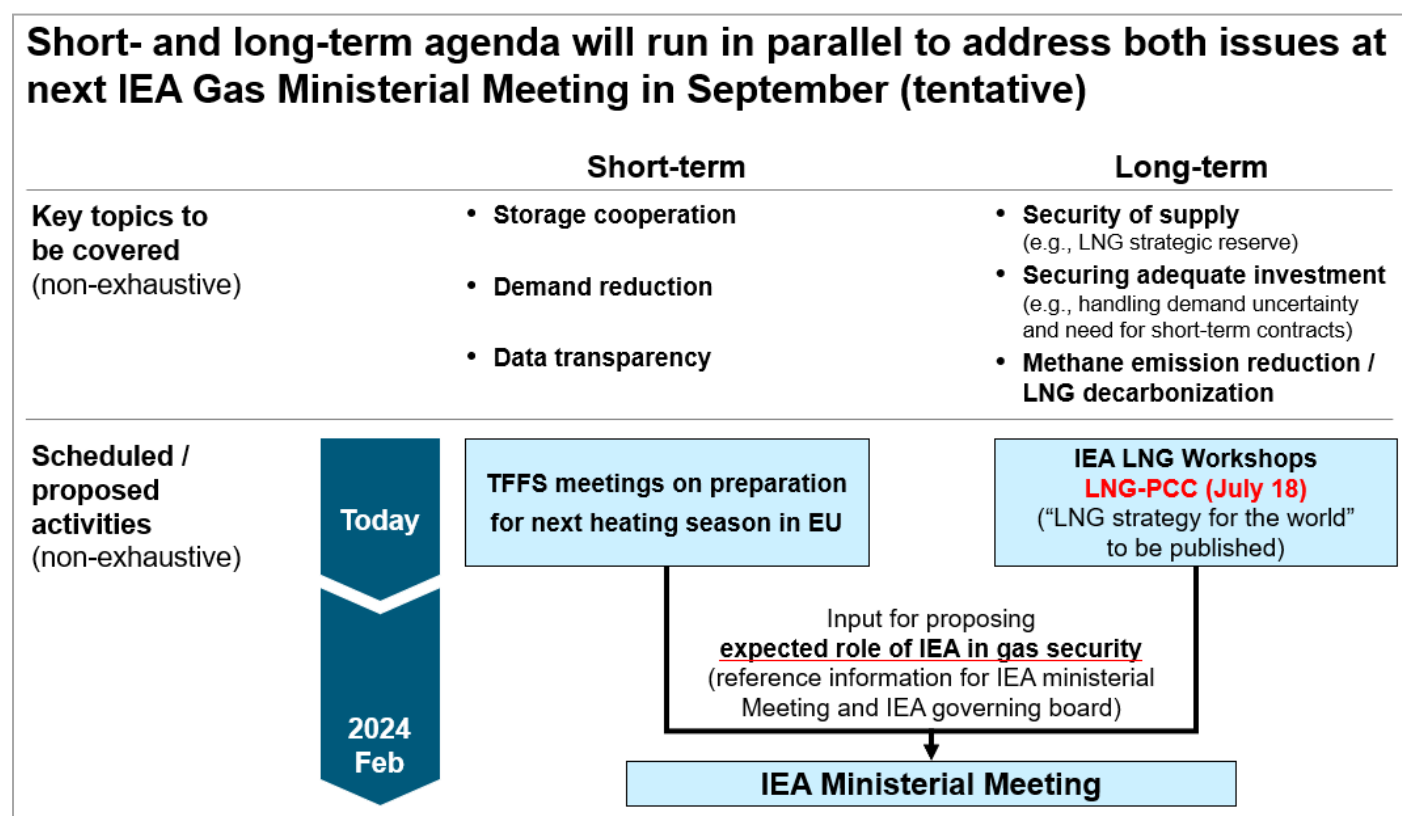 Short- and long-term agenda will run in parallel to address both issues at
next IEA Gas Ministerial Meeting in September (tentative)
Short-term
Long-term
Key topics to
be covered
(non-exhaustive)
• Storage cooperation
• Demand reduction
• Data transparency
• Security of supply
(e.g., LNG strategic reserve)
• Securing adequate investment
(e.g., handling demand uncertainty
and need for short-term contracts)
• Methane emission reduction /
LNG decarbonization
Scheduled /
proposed
activities
(non-exhaustive)
Today
TFFS meetings on preparation
for next heating season in EU
IEA LNG Workshops
LNG-PCC (July 18)
(“LNG strategy for the world”
to be published)
Input for proposing
expected role of IEA in gas security
(reference information for IEA ministerial
Meeting and IEA governing board)
2024
Feb
IEA Ministerial Meeting